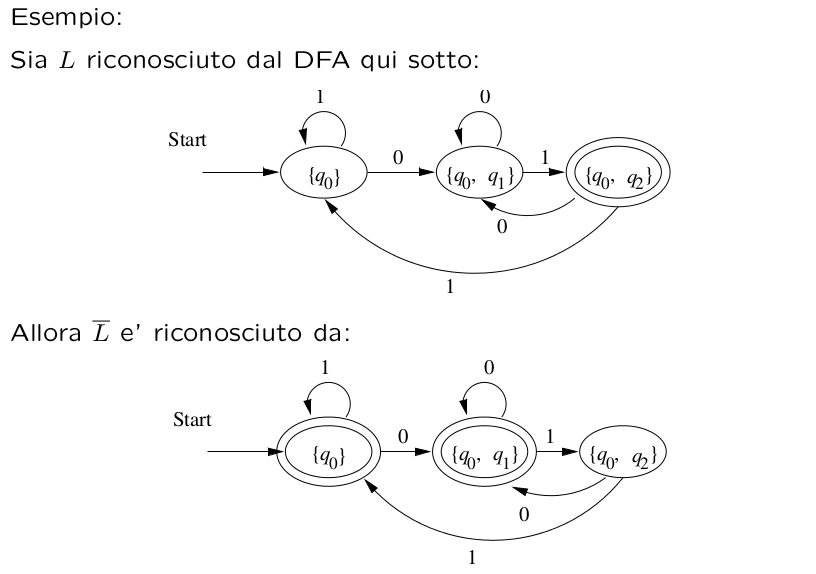 Esempio:
Sia L riconosciuto dal DFA qui sotto:
1 0
Start
0 1
{q0} {q0, q1} {q0, q2}
0
1
Allora L̅ e' riconosciuto da:
1 0
Start
0 1
{q0} {q0, q1} {q0, q2}
0
1